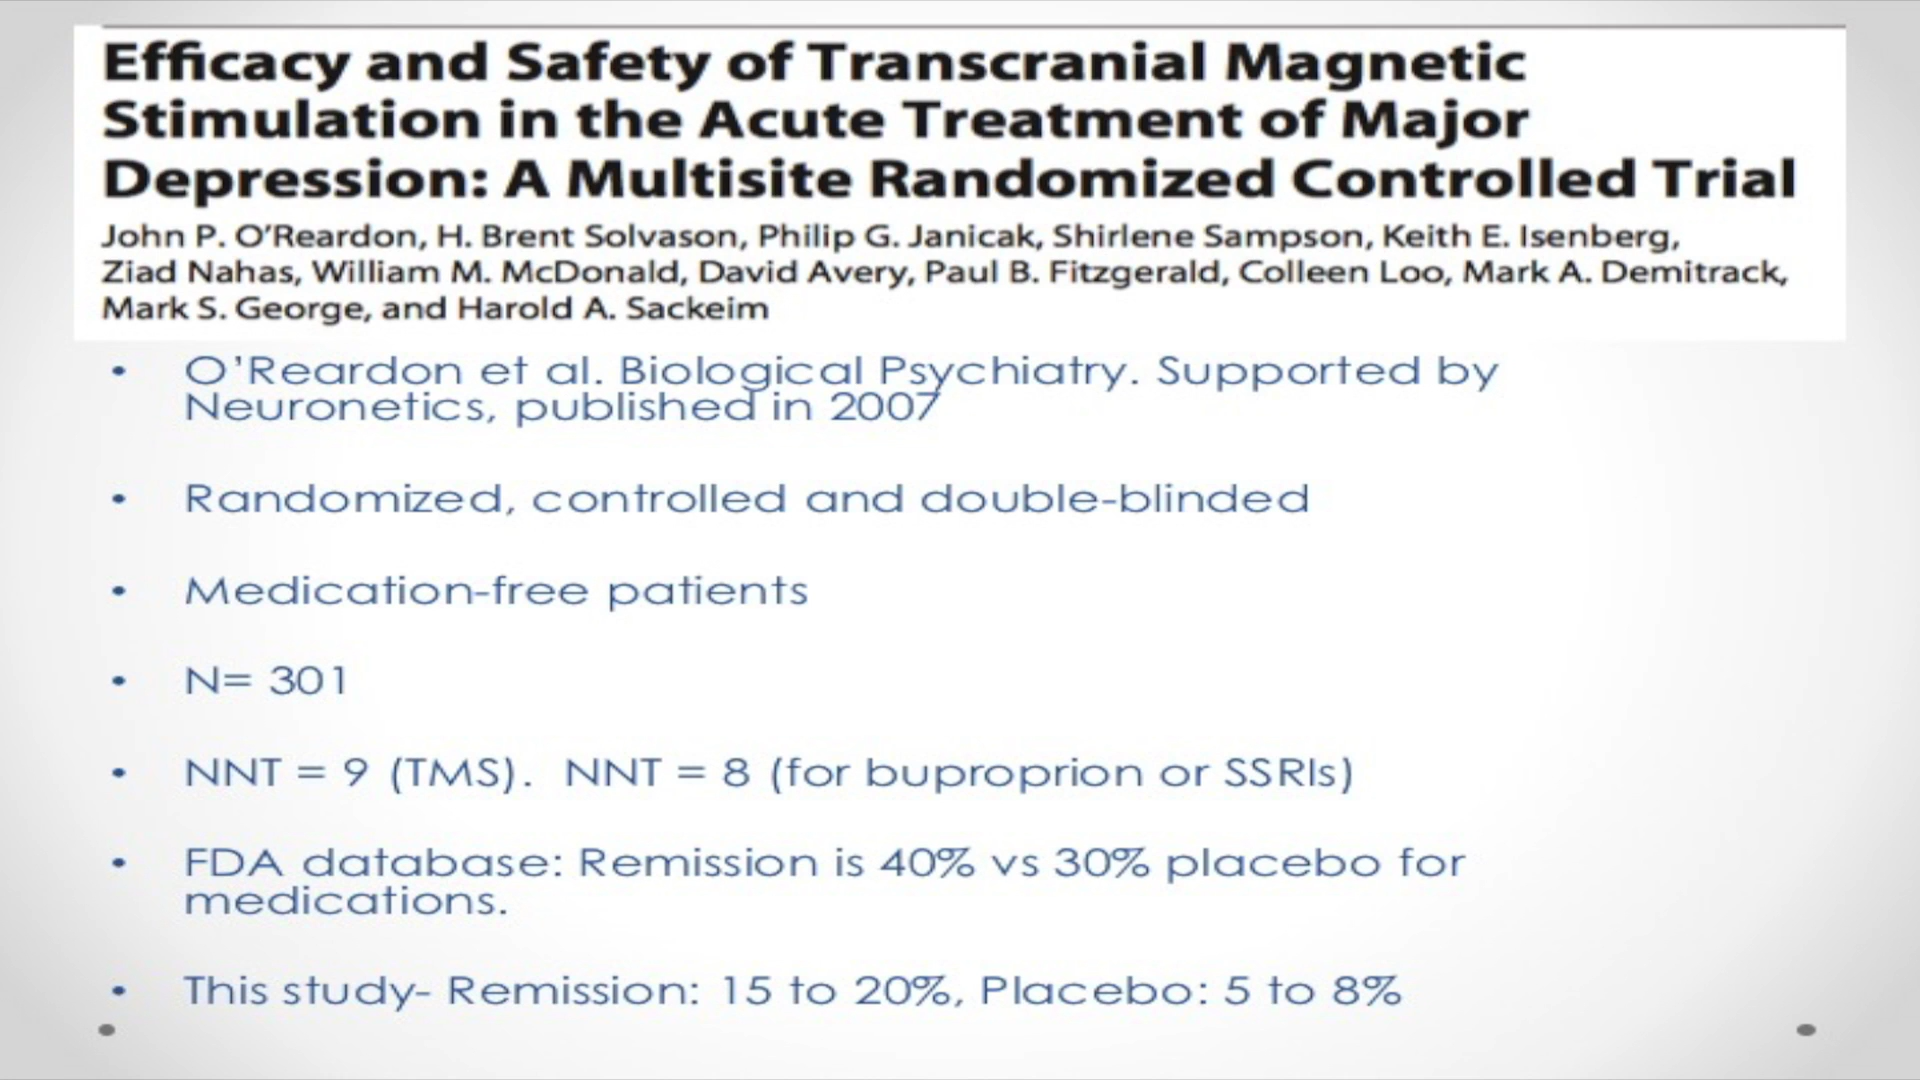 Efficacy and Safety of Transcranial Magnetic
Stimulation in the Acute Treatment of Major
Depression: A Multisite Randomized Controlled Trial
John P. O'Reardon, H. Brent Solvason, Philip G. Janicak, Shirlene Sampson, Keith E. Isenberg,
Ziad Nahas, William M. McDonald, David Avery, Paul B. Fitzgerald, Colleen Loo, Mark A. Demitrack,
Mark S. George, and Harold A. Sackeim
• O'Reardon et al. Biological Psychiatry. Supported by
Neuronetics, published in 2007
• Randomized, controlled and double-blinded
• Medication-free patients
• N= 301
• NNT = 9 (TMS). NNT = 8 (for buproprion or SSRIs)
• FDA database: Remission is 40% vs 30% placebo for
medications.
• This study- Remission: 15 to 20%, Placebo: 5 to 8%